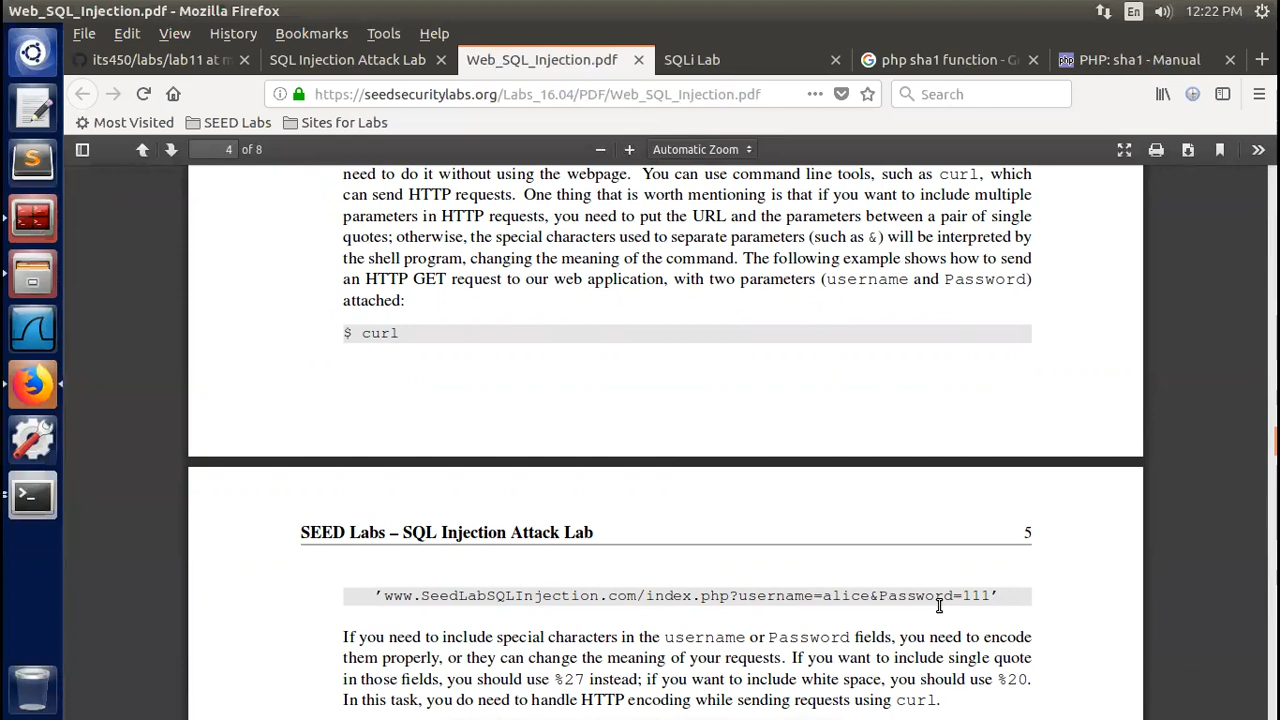 Web_SQL_Injection.pdf - Mozilla Firefox
En
12:22 PM
File Edit View History Bookmarks Tools Help
its450/labs/lab11 at m
SQL Injection Attack Lab
Web_SQL_Injection.pdf
SQLi Lab
php sha1 function - G
PHP: sha1 - Manual
https://seedsecuritylabs.org/Labs_16.04/PDF/Web_SQL_Injection.pdf
Search
Most Visited
SEED Labs
Sites for Labs
4 of 8
Automatic Zoom
need to do it without using the webpage. You can use command line tools, such as curl, which
can send HTTP requests. One thing that is worth mentioning is that if you want to include multiple
parameters in HTTP requests, you need to put the URL and the parameters between a pair of single
quotes; otherwise, the special characters used to separate parameters (such as &) will be interpreted by
the shell program, changing the meaning of the command. The following example shows how to send
an HTTP GET request to our web application, with two parameters (username and Password)
attached:
$ curl
SEED Labs – SQL Injection Attack Lab
5
’www.SeedLabSQLInjection.com/index.php?username=alice&Password=111’
If you need to include special characters in the username or Password fields, you need to encode
them properly, or they can change the meaning of your requests. If you want to include single quote
in those fields, you should use %27 instead; if you want to include white space, you should use %20.
In this task, you do need to handle HTTP encoding while sending requests using curl.